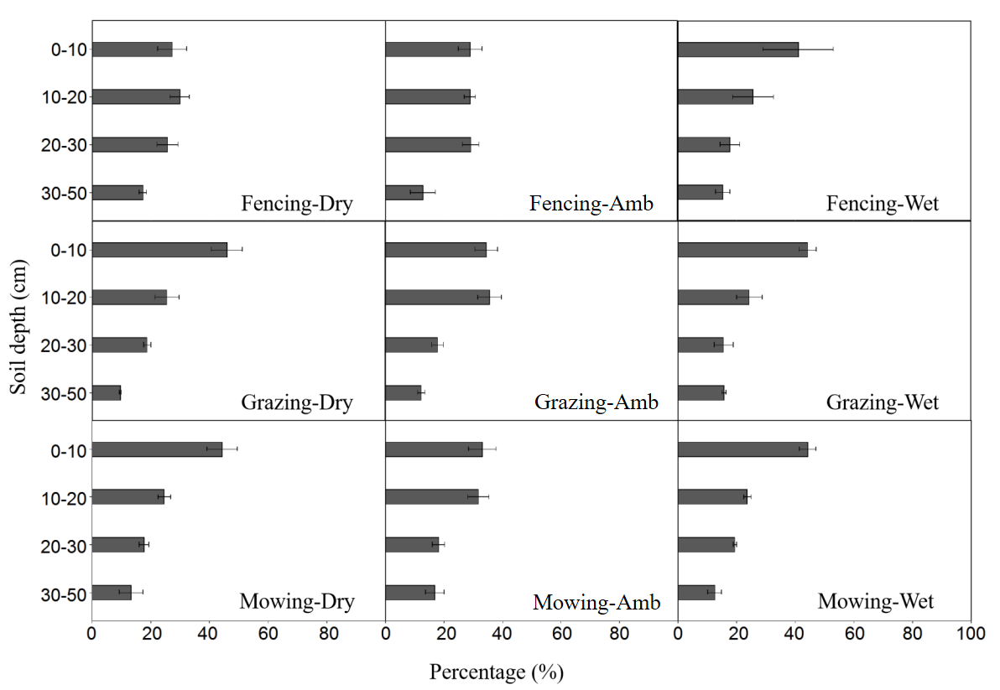 0-10
10-20
20-30
30-50
Fencing-Dry
Fencing-Amb
Fencing-Wet
0-10
10-20
20-30
30-50
Grazing-Dry
Grazing-Amb
Grazing-Wet
0-10
10-20
20-30
30-50
Mowing-Dry
Mowing-Amb
Mowing-Wet
Soil depth (cm)
0 20 40 60 80 0 20 40 60 80 0 20 40 60 80 100
Percentage (%)